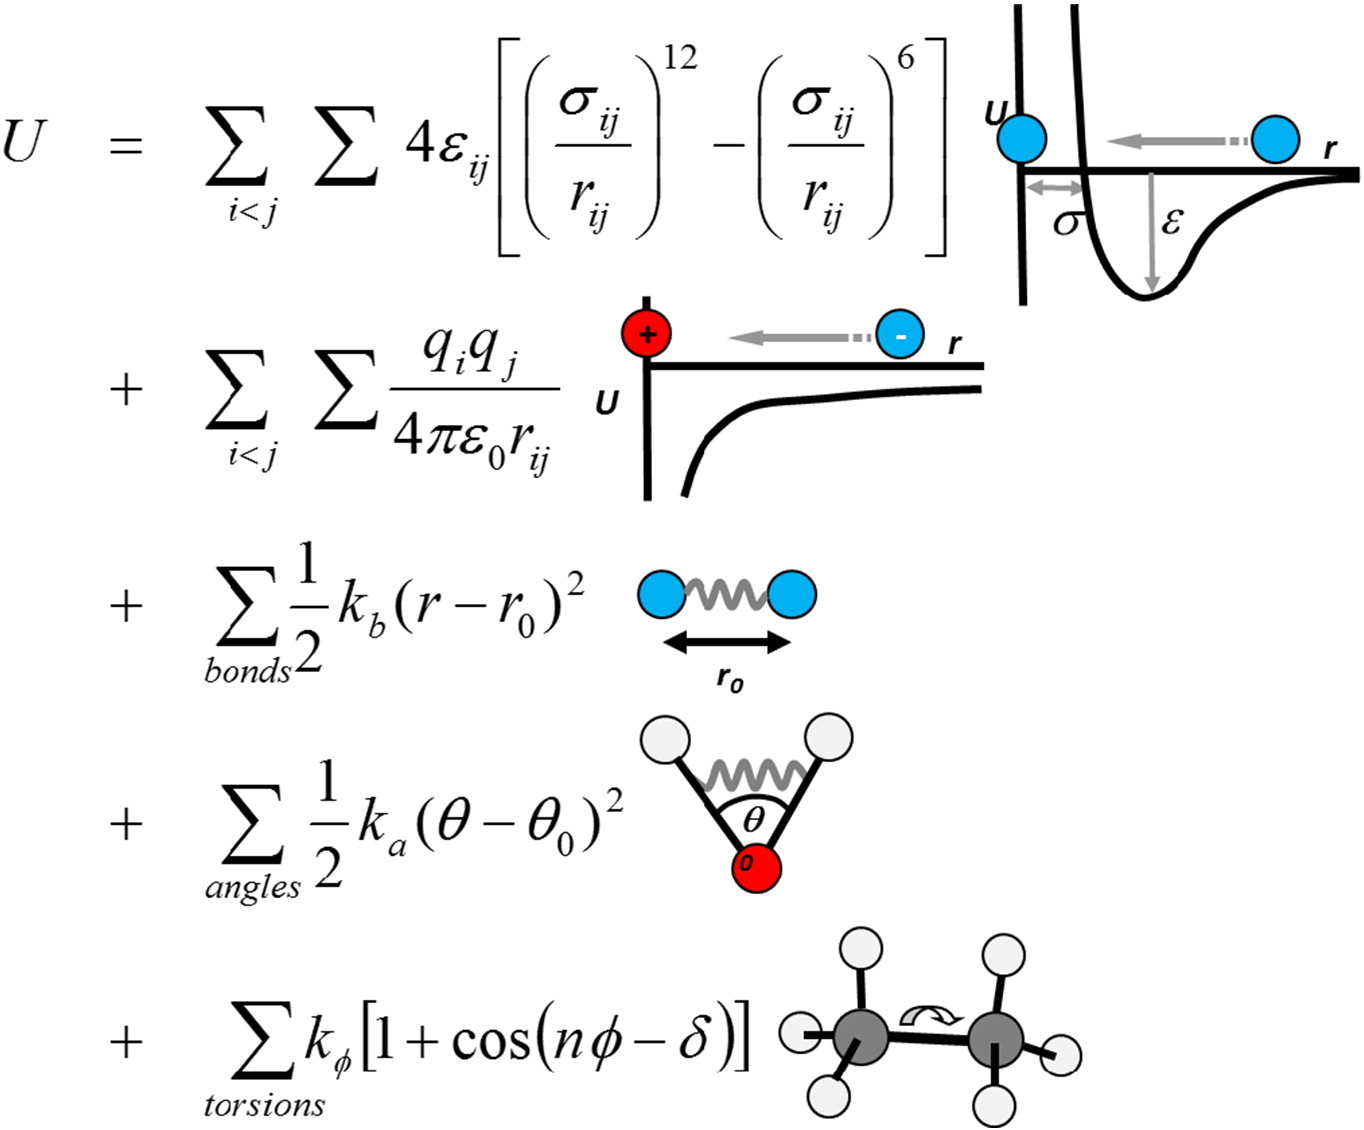 U = ∑_{i<j} ∑ 4ε_{ij} [ (σ_{ij} / r_{ij})^{12} − (σ_{ij} / r_{ij})^{6} ]
U r
σ ε
+ ∑_{i<j} ∑ q_i q_j / 4πε_0 r_{ij}
+ - r
U
+ ∑_{bonds} 1/2 k_b (r − r_0)^2
r_0
+ ∑_{angles} 1/2 k_a (θ − θ_0)^2
θ
0
+ ∑_{torsions} k_ϕ [1 + cos(nϕ − δ)]